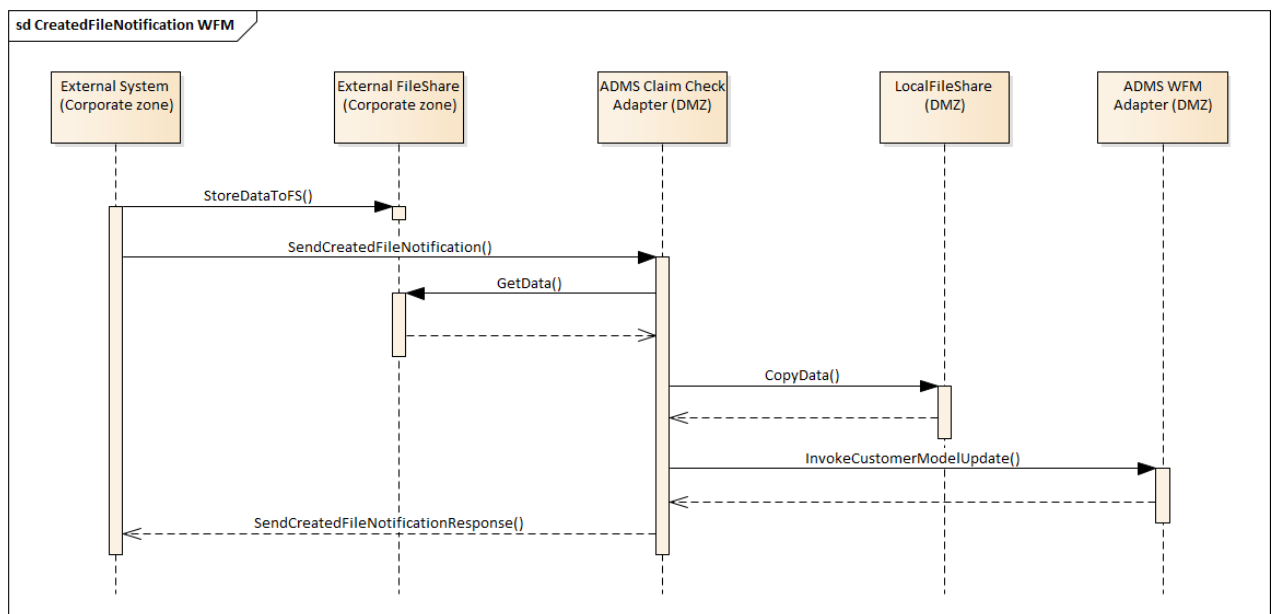 sd CreatedFileNotification WFM
External System
(Corporate zone)
External FileShare
(Corporate zone)
ADMS Claim Check
Adapter (DMZ)
LocalFileShare
(DMZ)
ADMS WFM
Adapter (DMZ)
StoreDataToFS()
SendCreatedFileNotification()
GetData()
CopyData()
InvokeCustomerModelUpdate()
SendCreatedFileNotificationResponse()